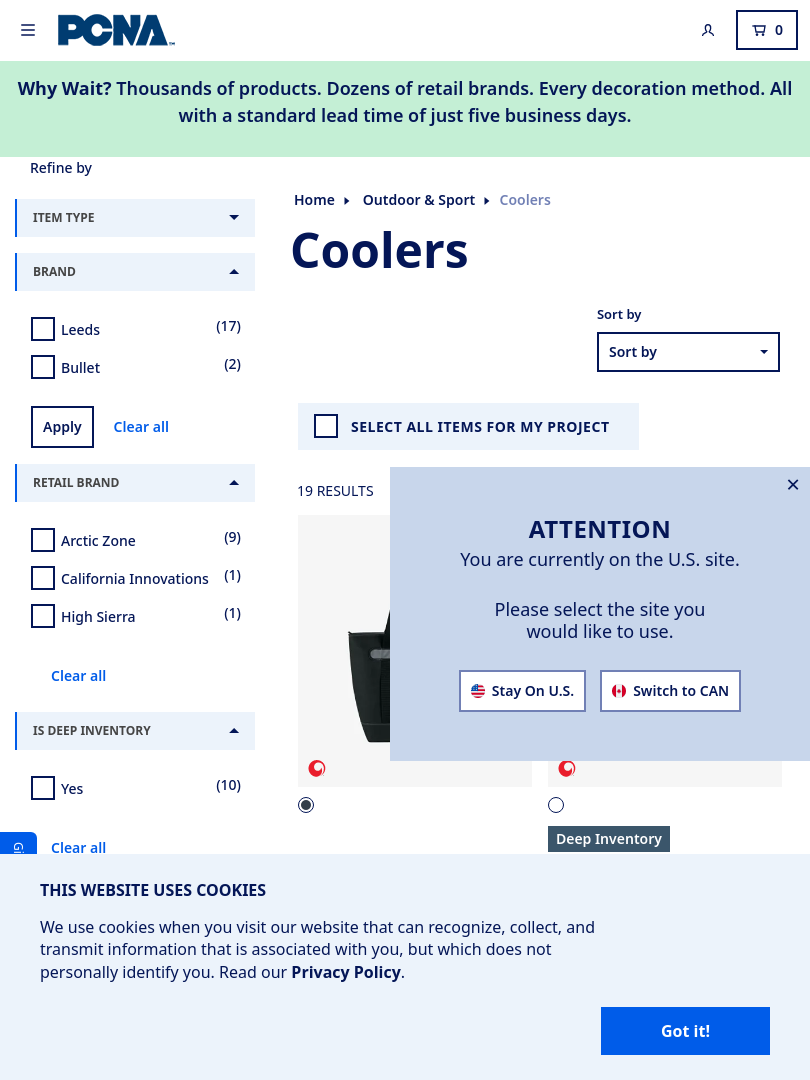 PCNA
0
Why Wait? Thousands of products. Dozens of retail brands. Every decoration method. All
with a standard lead time of just five business days.
Refine by
Home
Outdoor & Sport
Coolers
ITEM TYPE
Coolers
BRAND
Leeds
(17)
Bullet
(2)
Apply
Clear all
Sort by
Sort by
SELECT ALL ITEMS FOR MY PROJECT
RETAIL BRAND
Arctic Zone
(9)
California Innovations
(1)
High Sierra
(1)
Clear all
19 RESULTS
ATTENTION
You are currently on the U.S. site.
Please select the site you
would like to use.
Stay On U.S.
Switch to CAN
IS DEEP INVENTORY
Yes
(10)
Clear all
Deep Inventory
THIS WEBSITE USES COOKIES
We use cookies when you visit our website that can recognize, collect, and
transmit information that is associated with you, but which does not
personally identify you. Read our Privacy Policy.
Got it!